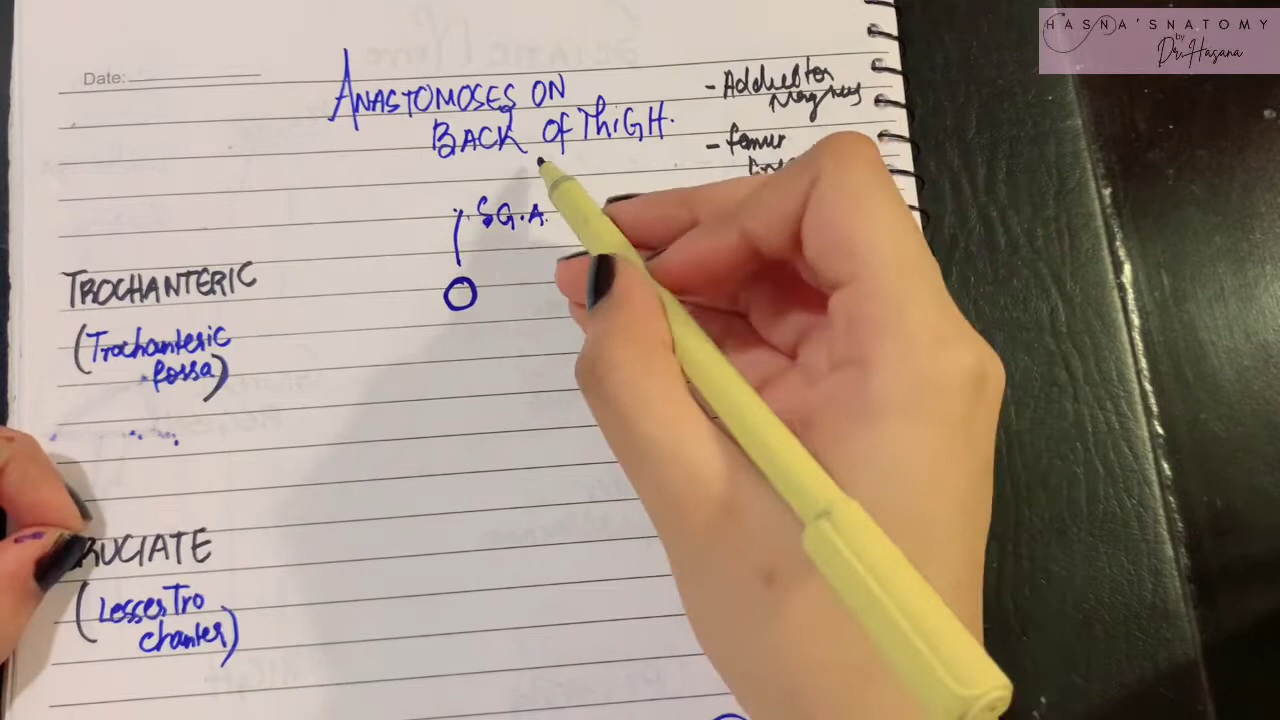 HASNA'SNATOMY
by
Dr. Hasana
Date:
ANASTOMOSES ON
BACK Of ThiGH.
- Adductor
Magnus
- femur
S.G.A.
TROCHANTERIC
(Trochanteric
fossa)
RUCIATE
(Lesser Tro
chanter)